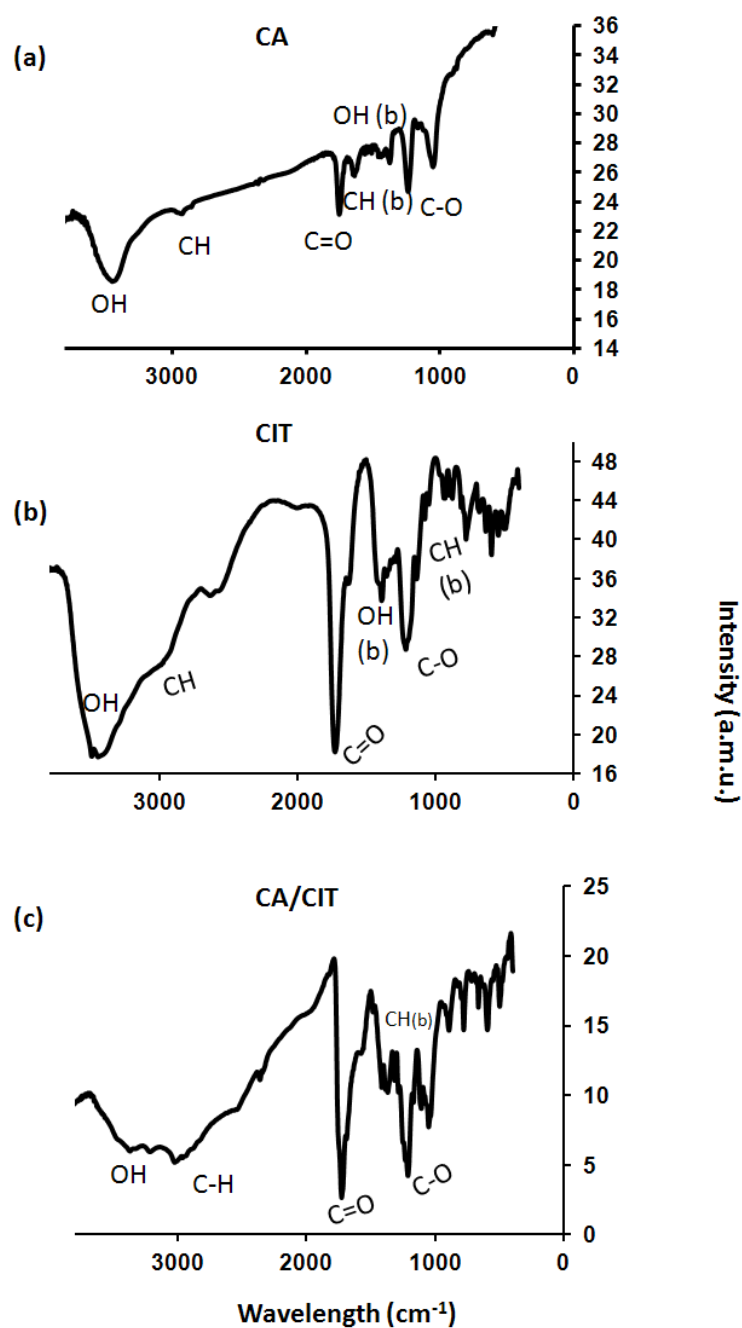 CA
(a)
36
34
32
30
28
26
24
22
20
18
16
14
OH (b)
CH (b)
C-O
CH
C=O
OH
3000
2000
1000
0
CIT
(b)
48
44
40
36
32
28
24
20
16
CH
(b)
OH
(b)
C-O
CH
OH
C=O
3000
2000
1000
0
Intensity (a.m.u.)
CA/CIT
(c)
25
20
15
10
5
0
CH(b)
OH
C-H
C=O
C-O
3000
2000
1000
0
Wavelength (cm⁻¹)